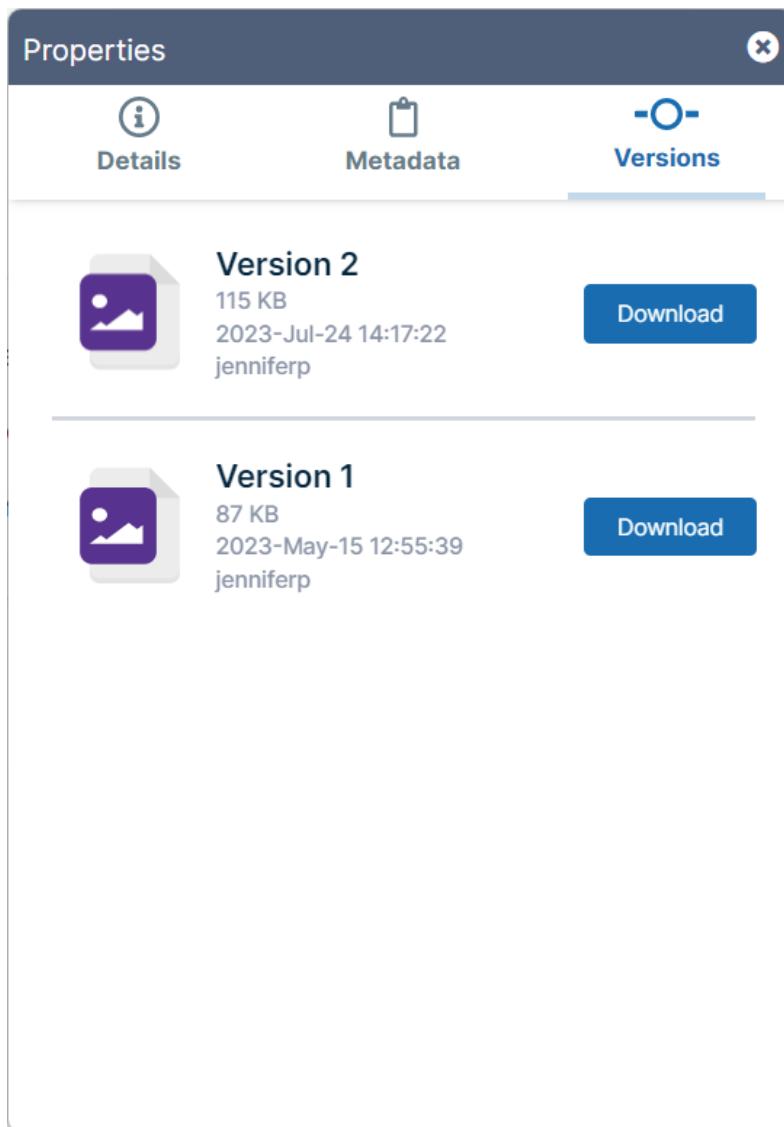 Properties
Details
Metadata
Versions
Version 2
115 KB
2023-Jul-24 14:17:22
jenniferp
Download
Version 1
87 KB
2023-May-15 12:55:39
jenniferp
Download